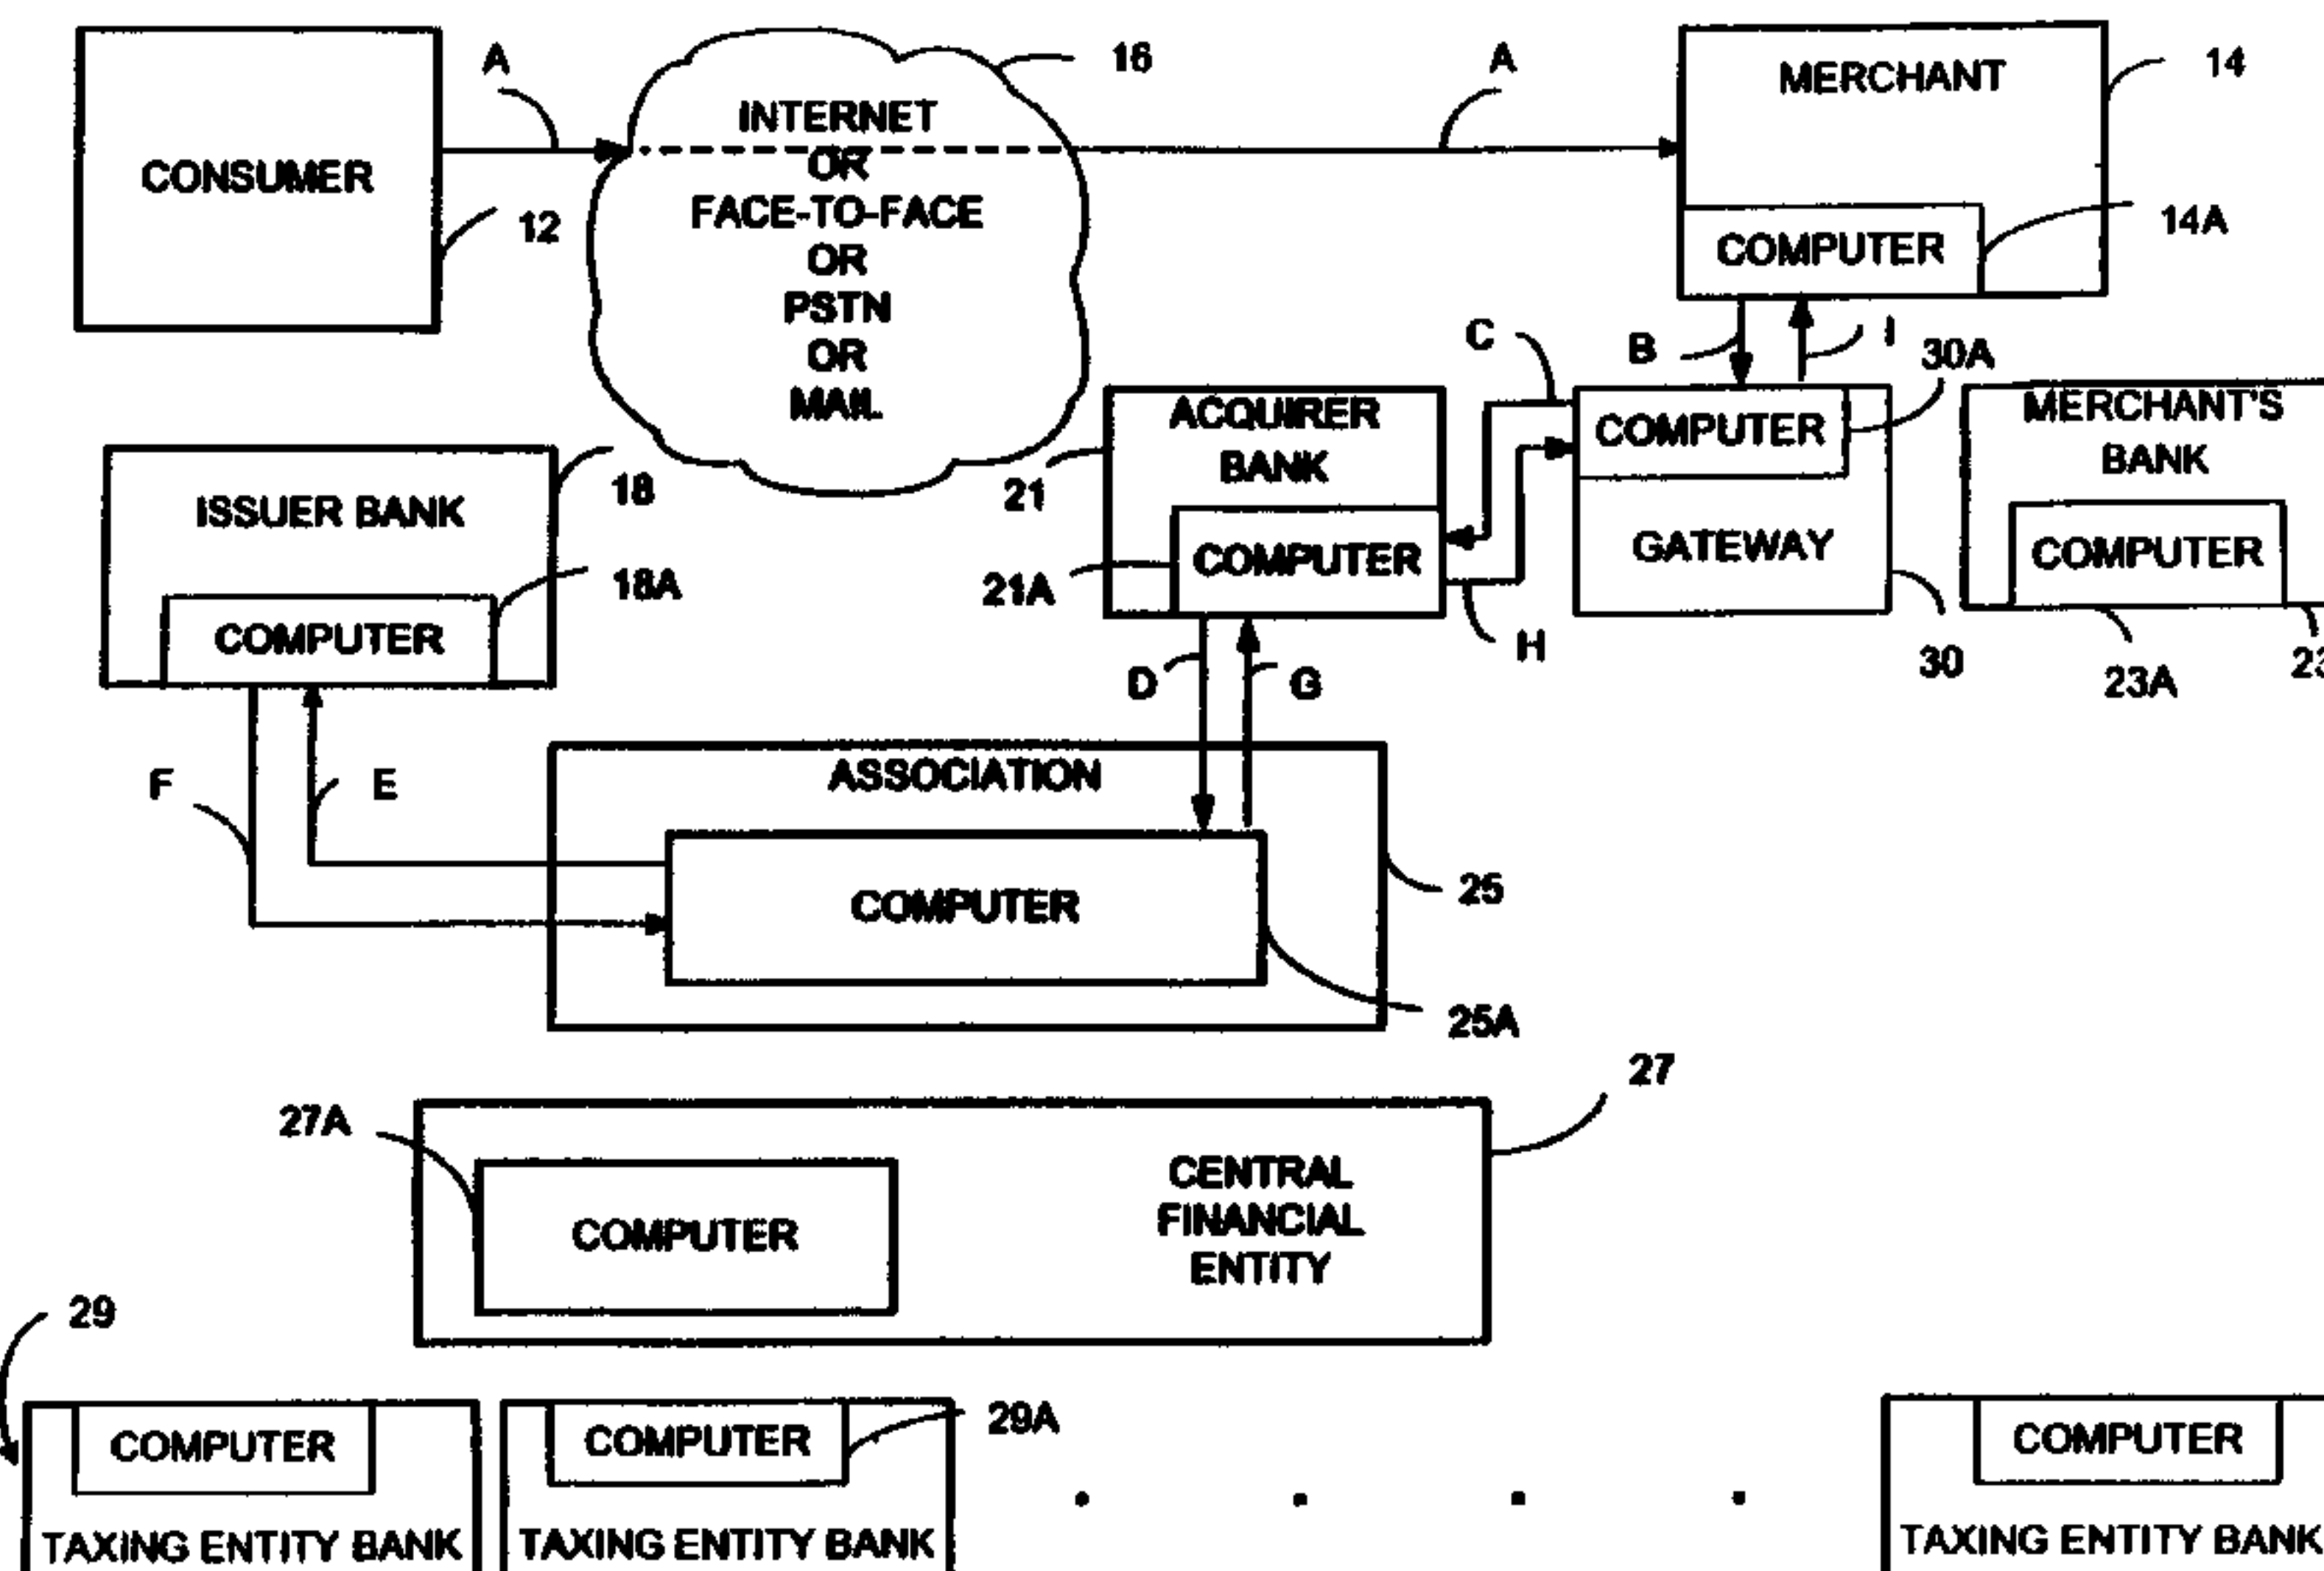 A
16
A
MERCHANT
14
INTERNET
OR
FACE-TO-FACE
OR
PSTN
OR
MAIL
CONSUMER
12
COMPUTER
14A
C
B
I
30A
ACQUIRER
BANK
21
COMPUTER
21A
COMPUTER
GATEWAY
30
MERCHANT'S
BANK
COMPUTER
23A
23
ISSUER BANK
18
COMPUTER
18A
H
D
G
F
E
ASSOCIATION
COMPUTER
25
25A
27
27A
COMPUTER
CENTRAL
FINANCIAL
ENTITY
29
COMPUTER
TAXING ENTITY BANK
COMPUTER
29A
TAXING ENTITY BANK
COMPUTER
TAXING ENTITY BANK